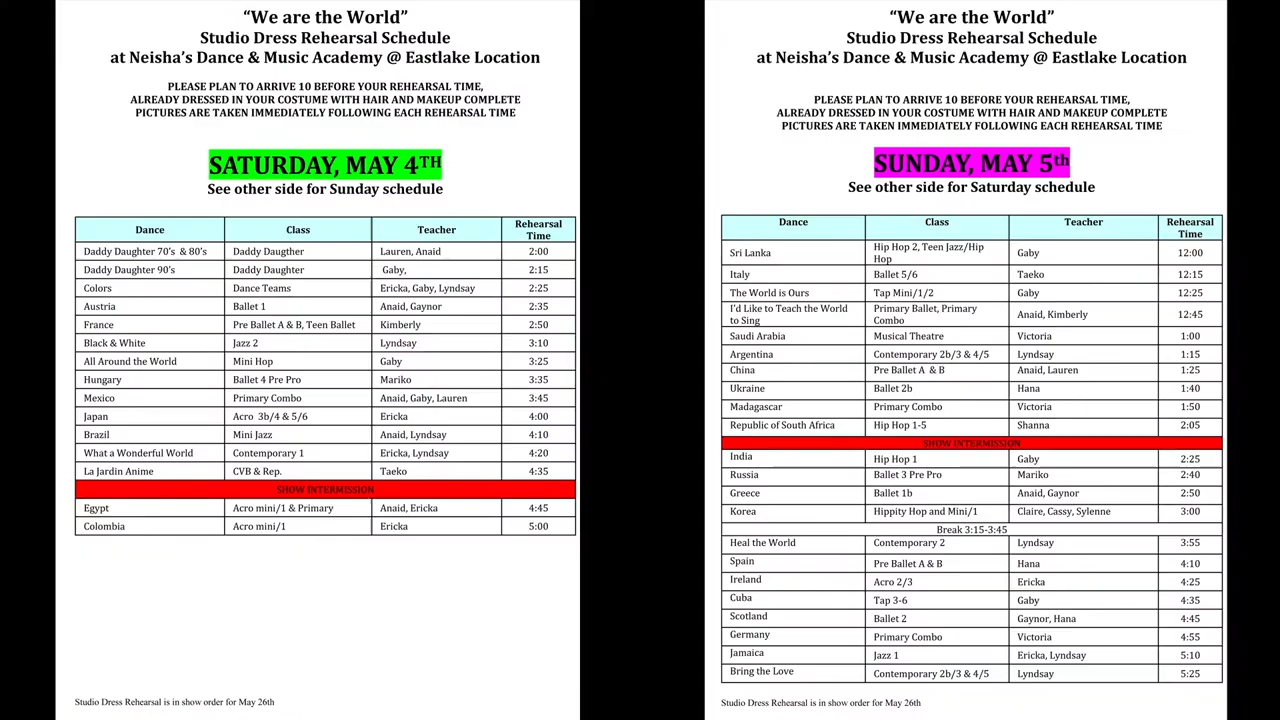 “We are the World”
Studio Dress Rehearsal Schedule
at Neisha’s Dance & Music Academy @ Eastlake Location
PLEASE PLAN TO ARRIVE 10 BEFORE YOUR REHEARSAL TIME,
ALREADY DRESSED IN YOUR COSTUME WITH HAIR AND MAKEUP COMPLETE
PICTURES ARE TAKEN IMMEDIATELY FOLLOWING EACH REHEARSAL TIME
SATURDAY, MAY 4TH
See other side for Sunday schedule
Dance Class Teacher Rehearsal Time
Daddy Daughter 70’s & 80’s Daddy Daugther Lauren, Anaid 2:00
Daddy Daughter 90’s Daddy Daughter Gaby, 2:15
Colors Dance Teams Ericka, Gaby, Lyndsay 2:25
Austria Ballet 1 Anaid, Gaynor 2:35
France Pre Ballet A & B, Teen Ballet Kimberly 2:50
Black & White Jazz 2 Lyndsay 3:10
All Around the World Mini Hop Gaby 3:25
Hungary Ballet 4 Pre Pro Mariko 3:35
Mexico Primary Combo Anaid, Gaby, Lauren 3:45
Japan Acro 3b/4 & 5/6 Ericka 4:00
Brazil Mini Jazz Anaid, Lyndsay 4:10
What a Wonderful World Contemporary 1 Ericka, Lyndsay 4:20
La Jardin Anime CVB & Rep. Taeko 4:35
SHOW INTERMISSION
Egypt Acro mini/1 & Primary Anaid, Ericka 4:45
Colombia Acro mini/1 Ericka 5:00
Studio Dress Rehearsal is in show order for May 26th
“We are the World”
Studio Dress Rehearsal Schedule
at Neisha’s Dance & Music Academy @ Eastlake Location
PLEASE PLAN TO ARRIVE 10 BEFORE YOUR REHEARSAL TIME,
ALREADY DRESSED IN YOUR COSTUME WITH HAIR AND MAKEUP COMPLETE
PICTURES ARE TAKEN IMMEDIATELY FOLLOWING EACH REHEARSAL TIME
SUNDAY, MAY 5th
See other side for Saturday schedule
Dance Class Teacher Rehearsal Time
Sri Lanka Hip Hop 2, Teen Jazz/Hip Hop Gaby 12:00
Italy Ballet 5/6 Taeko 12:15
The World is Ours Tap Mini/1/2 Gaby 12:25
I’d Like to Teach the World to Sing Primary Ballet, Primary Combo Anaid, Kimberly 12:45
Saudi Arabia Musical Theatre Victoria 1:00
Argentina Contemporary 2b/3 & 4/5 Lyndsay 1:15
China Pre Ballet A & B Anaid, Lauren 1:25
Ukraine Ballet 2b Hana 1:40
Madagascar Primary Combo Victoria 1:50
Republic of South Africa Hip Hop 1-5 Shanna 2:05
SHOW INTERMISSION
India Hip Hop 1 Gaby 2:25
Russia Ballet 3 Pre Pro Mariko 2:40
Greece Ballet 1b Anaid, Gaynor 2:50
Korea Hippity Hop and Mini/1 Claire, Cassy, Sylenne 3:00
Break 3:15-3:45
Heal the World Contemporary 2 Lyndsay 3:55
Spain Pre Ballet A & B Hana 4:10
Ireland Acro 2/3 Ericka 4:25
Cuba Tap 3-6 Gaby 4:35
Scotland Ballet 2 Gaynor, Hana 4:45
Germany Primary Combo Victoria 4:55
Jamaica Jazz 1 Ericka, Lyndsay 5:10
Bring the Love Contemporary 2b/3 & 4/5 Lyndsay 5:25
Studio Dress Rehearsal is in show order for May 26th